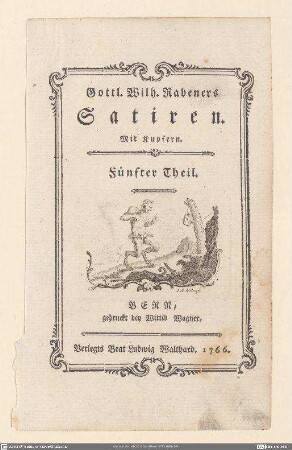 Gottl. Wilh. Rabeners
Satiren.
Mit Kupfern.
Fünfter Theil.
BERN,
gedruckt bey Wittib Wagner.
Verlegts Beat Ludwig Walthard. 1766.